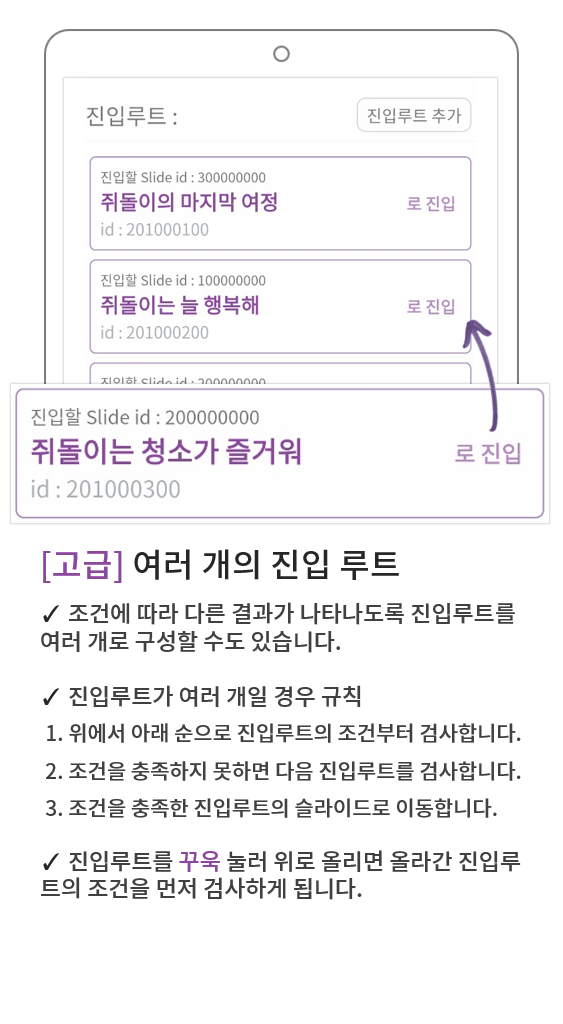 진입루트 :
진입루트 추가
진입할 Slide id : 300000000
쥐돌이의 마지막 여정
로 진입
id : 201000100
진입할 Slide id : 100000000
쥐돌이는 늘 행복해
로 진입
id : 201000200
진입할 Slide id : 200000000
진입할 Slide id : 200000000
쥐돌이는 청소가 즐거워
로 진입
id : 201000300
[고급] 여러 개의 진입 루트
✓ 조건에 따라 다른 결과가 나타나도록 진입루트를
여러 개로 구성할 수도 있습니다.
✓ 진입루트가 여러 개일 경우 규칙
1. 위에서 아래 순으로 진입루트의 조건부터 검사합니다.
2. 조건을 충족하지 못하면 다음 진입루트를 검사합니다.
3. 조건을 충족한 진입루트의 슬라이드로 이동합니다.
✓ 진입루트를 꾸욱 눌러 위로 올리면 올라간 진입루
트의 조건을 먼저 검사하게 됩니다.